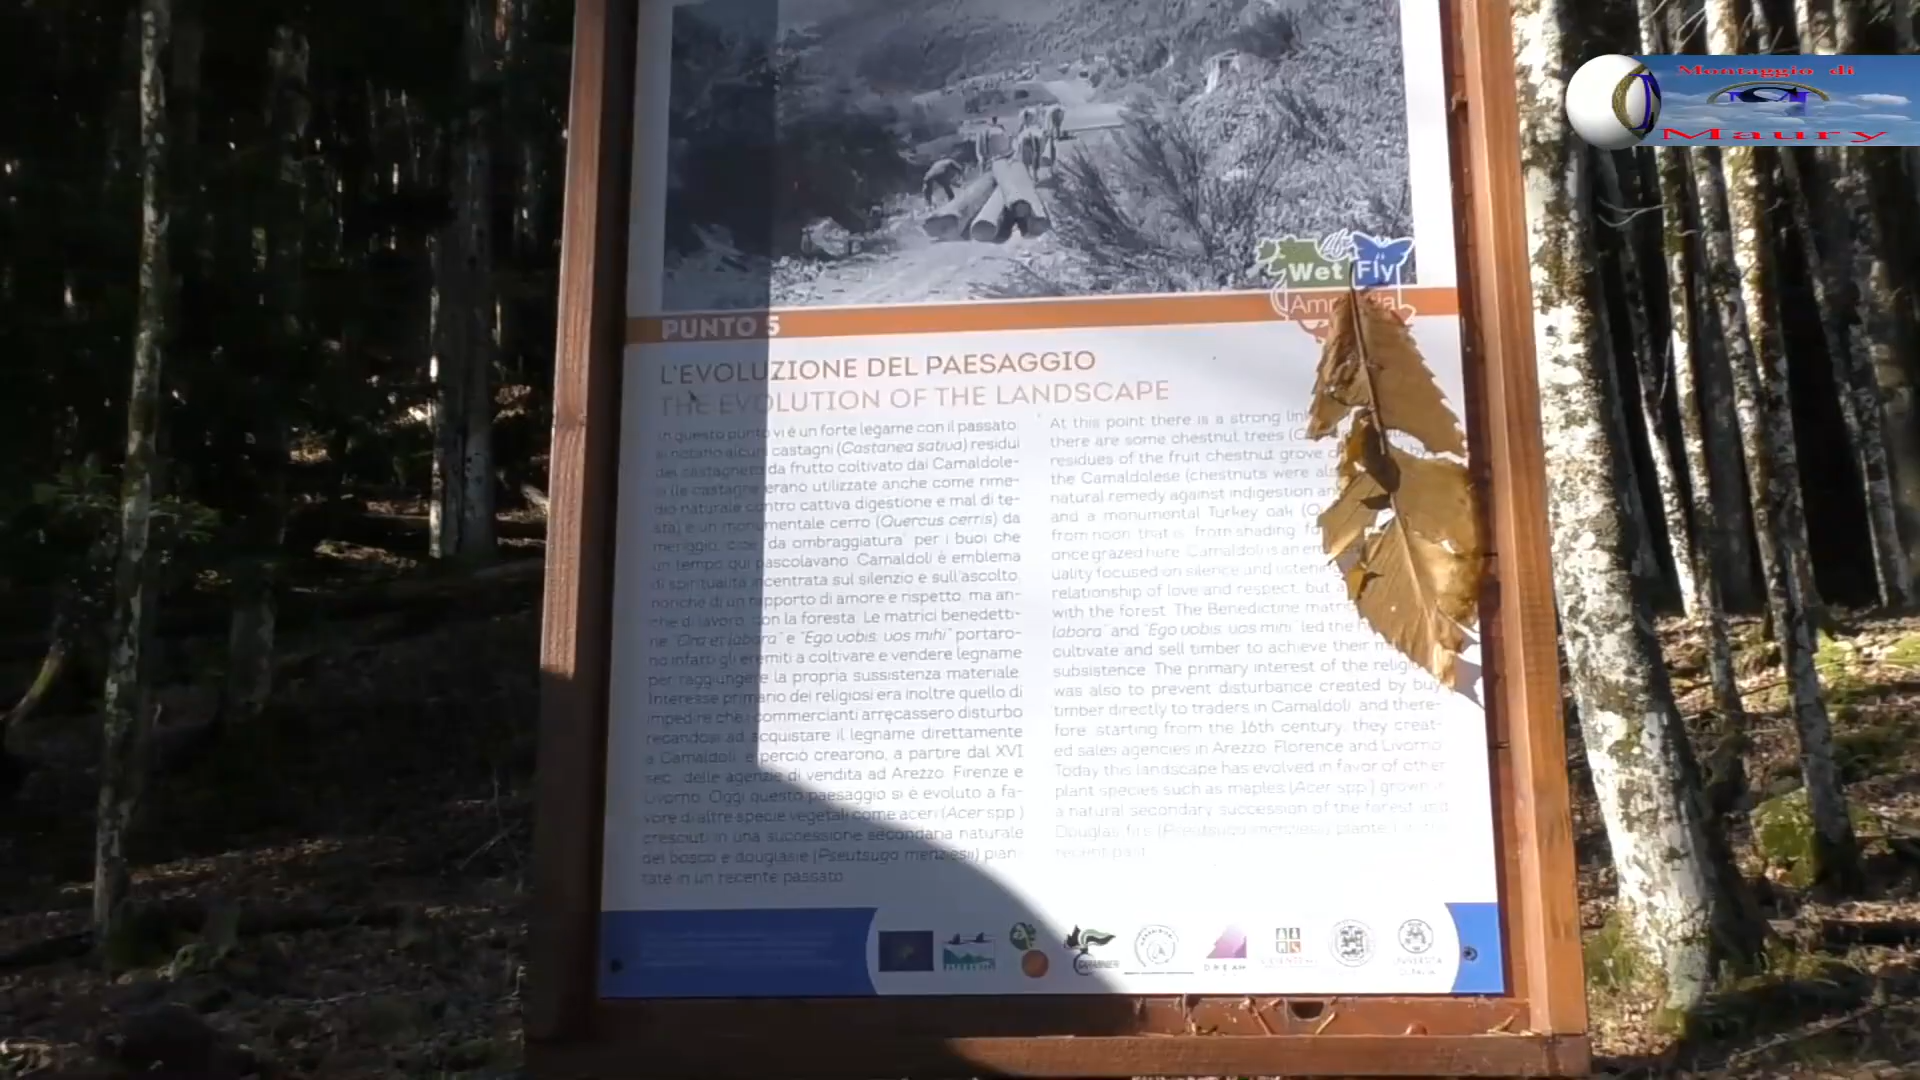 Montaggio di
Maury
Wet Fly
PUNTO 5
L'EVOLUZIONE DEL PAESAGGIO
THE EVOLUTION OF THE LANDSCAPE
In questo punto vi è un forte legame con il passato:
si notano alcuni castagni (Castanea sativa) residui
del castagneto da frutto coltivato dai Camaldole-
si (le castagne erano utilizzate anche come rime-
dio naturale contro cattiva digestione e mal di te-
sta) e un monumentale cerro (Quercus cerris) da
meriggio, cioè "da ombraggiatura" per i buoi che
un tempo qui pascolavano. Camaldoli è emblema
di spiritualità incentrata sul silenzio e sull'ascolto,
nonché di un rapporto di amore e rispetto, ma an-
che di lavoro, con la foresta. Le matrici benedetti-
ne "Ora et labora" e "Ego vobis, vos mihi" portaro-
no infatti gli eremiti a coltivare e vendere legname
per raggiungere la propria sussistenza materiale.
Interesse primario dei religiosi era inoltre quello di
impedire che i commercianti arrecassero disturbo
recandosi ad acquistare il legname direttamente
a Camaldoli, e perciò crearono, a partire dal XVI
sec., delle agenzie di vendita ad Arezzo, Firenze e
Livorno. Oggi questo paesaggio si è evoluto a fa-
vore di altre specie vegetali come aceri (Acer spp.)
cresciuti in una successione secondaria naturale
del bosco e douglasie (Pseutsuga menziesii) pian-
tate in un recente passato.
At this point there is a strong
there are some chestnut trees
residues of the fruit chestnut grove
the Camaldolese (chestnuts were
natural remedy against indigestion
and a monumental Turkey oak
from noon, that is, from shading
once grazed here. Camaldoli is an
uality focused on silence and listening
relationship of love and respect, but
with the forest. The Benedictine
labora" and "Ego vobis, vos mihi" led the
cultivate and sell timber to achieve their
subsistence. The primary interest of the
was also to prevent disturbance created by
timber directly to traders in Camaldoli, and there-
fore, starting from the 16th century, they creat-
ed sales agencies in Arezzo, Florence and Livorno.
Today this landscape has evolved in favor of other
plant species such as maples (Acer spp.) grown in
a natural secondary succession of the forest and
Douglas firs (Pseutsuga menziesii) planted in the
recent past.
D.R.E.AM